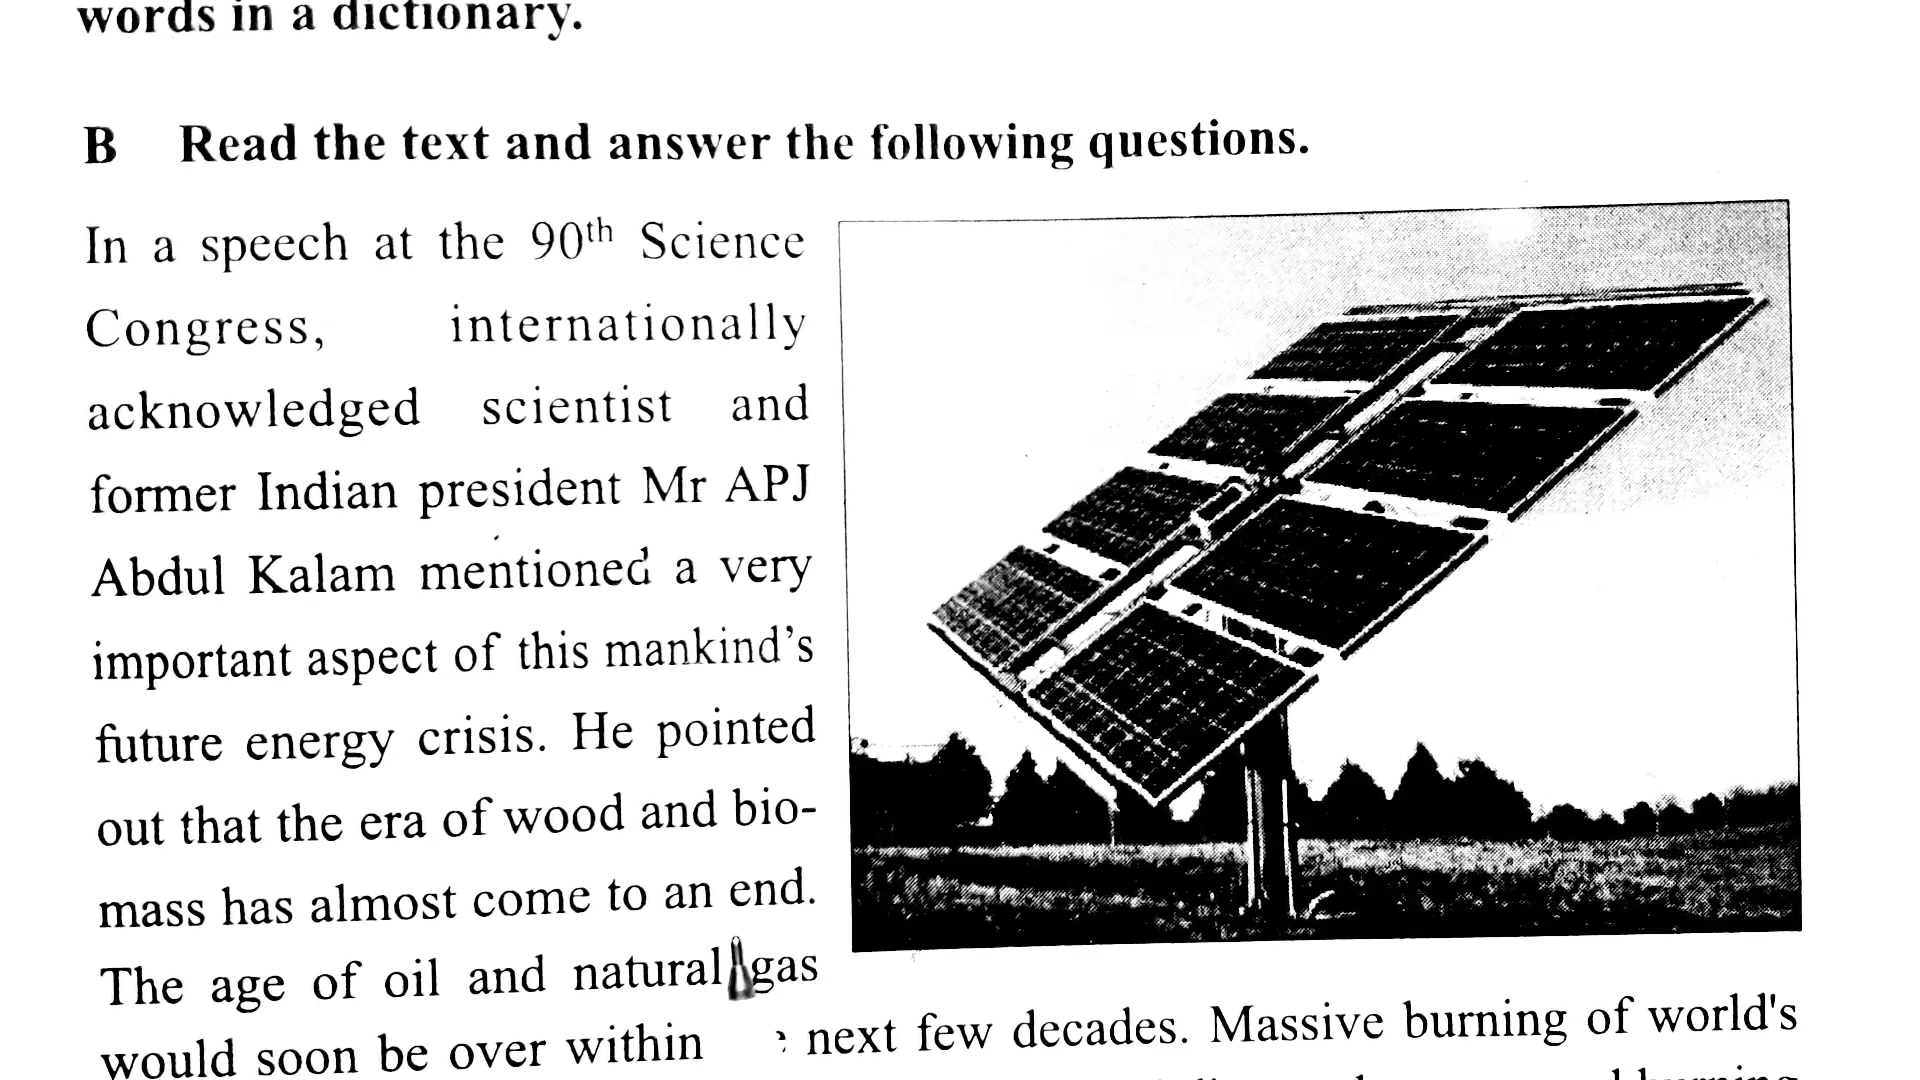 words in a dictionary.
B Read the text and answer the following questions.
In a speech at the 90th Science
Congress, internationally
acknowledged scientist and
former Indian president Mr APJ
Abdul Kalam mentioned a very
important aspect of this mankind's
future energy crisis. He pointed
out that the era of wood and bio-
mass has almost come to an end.
The age of oil and natural gas
would soon be over within next few decades. Massive burning of world's
burning